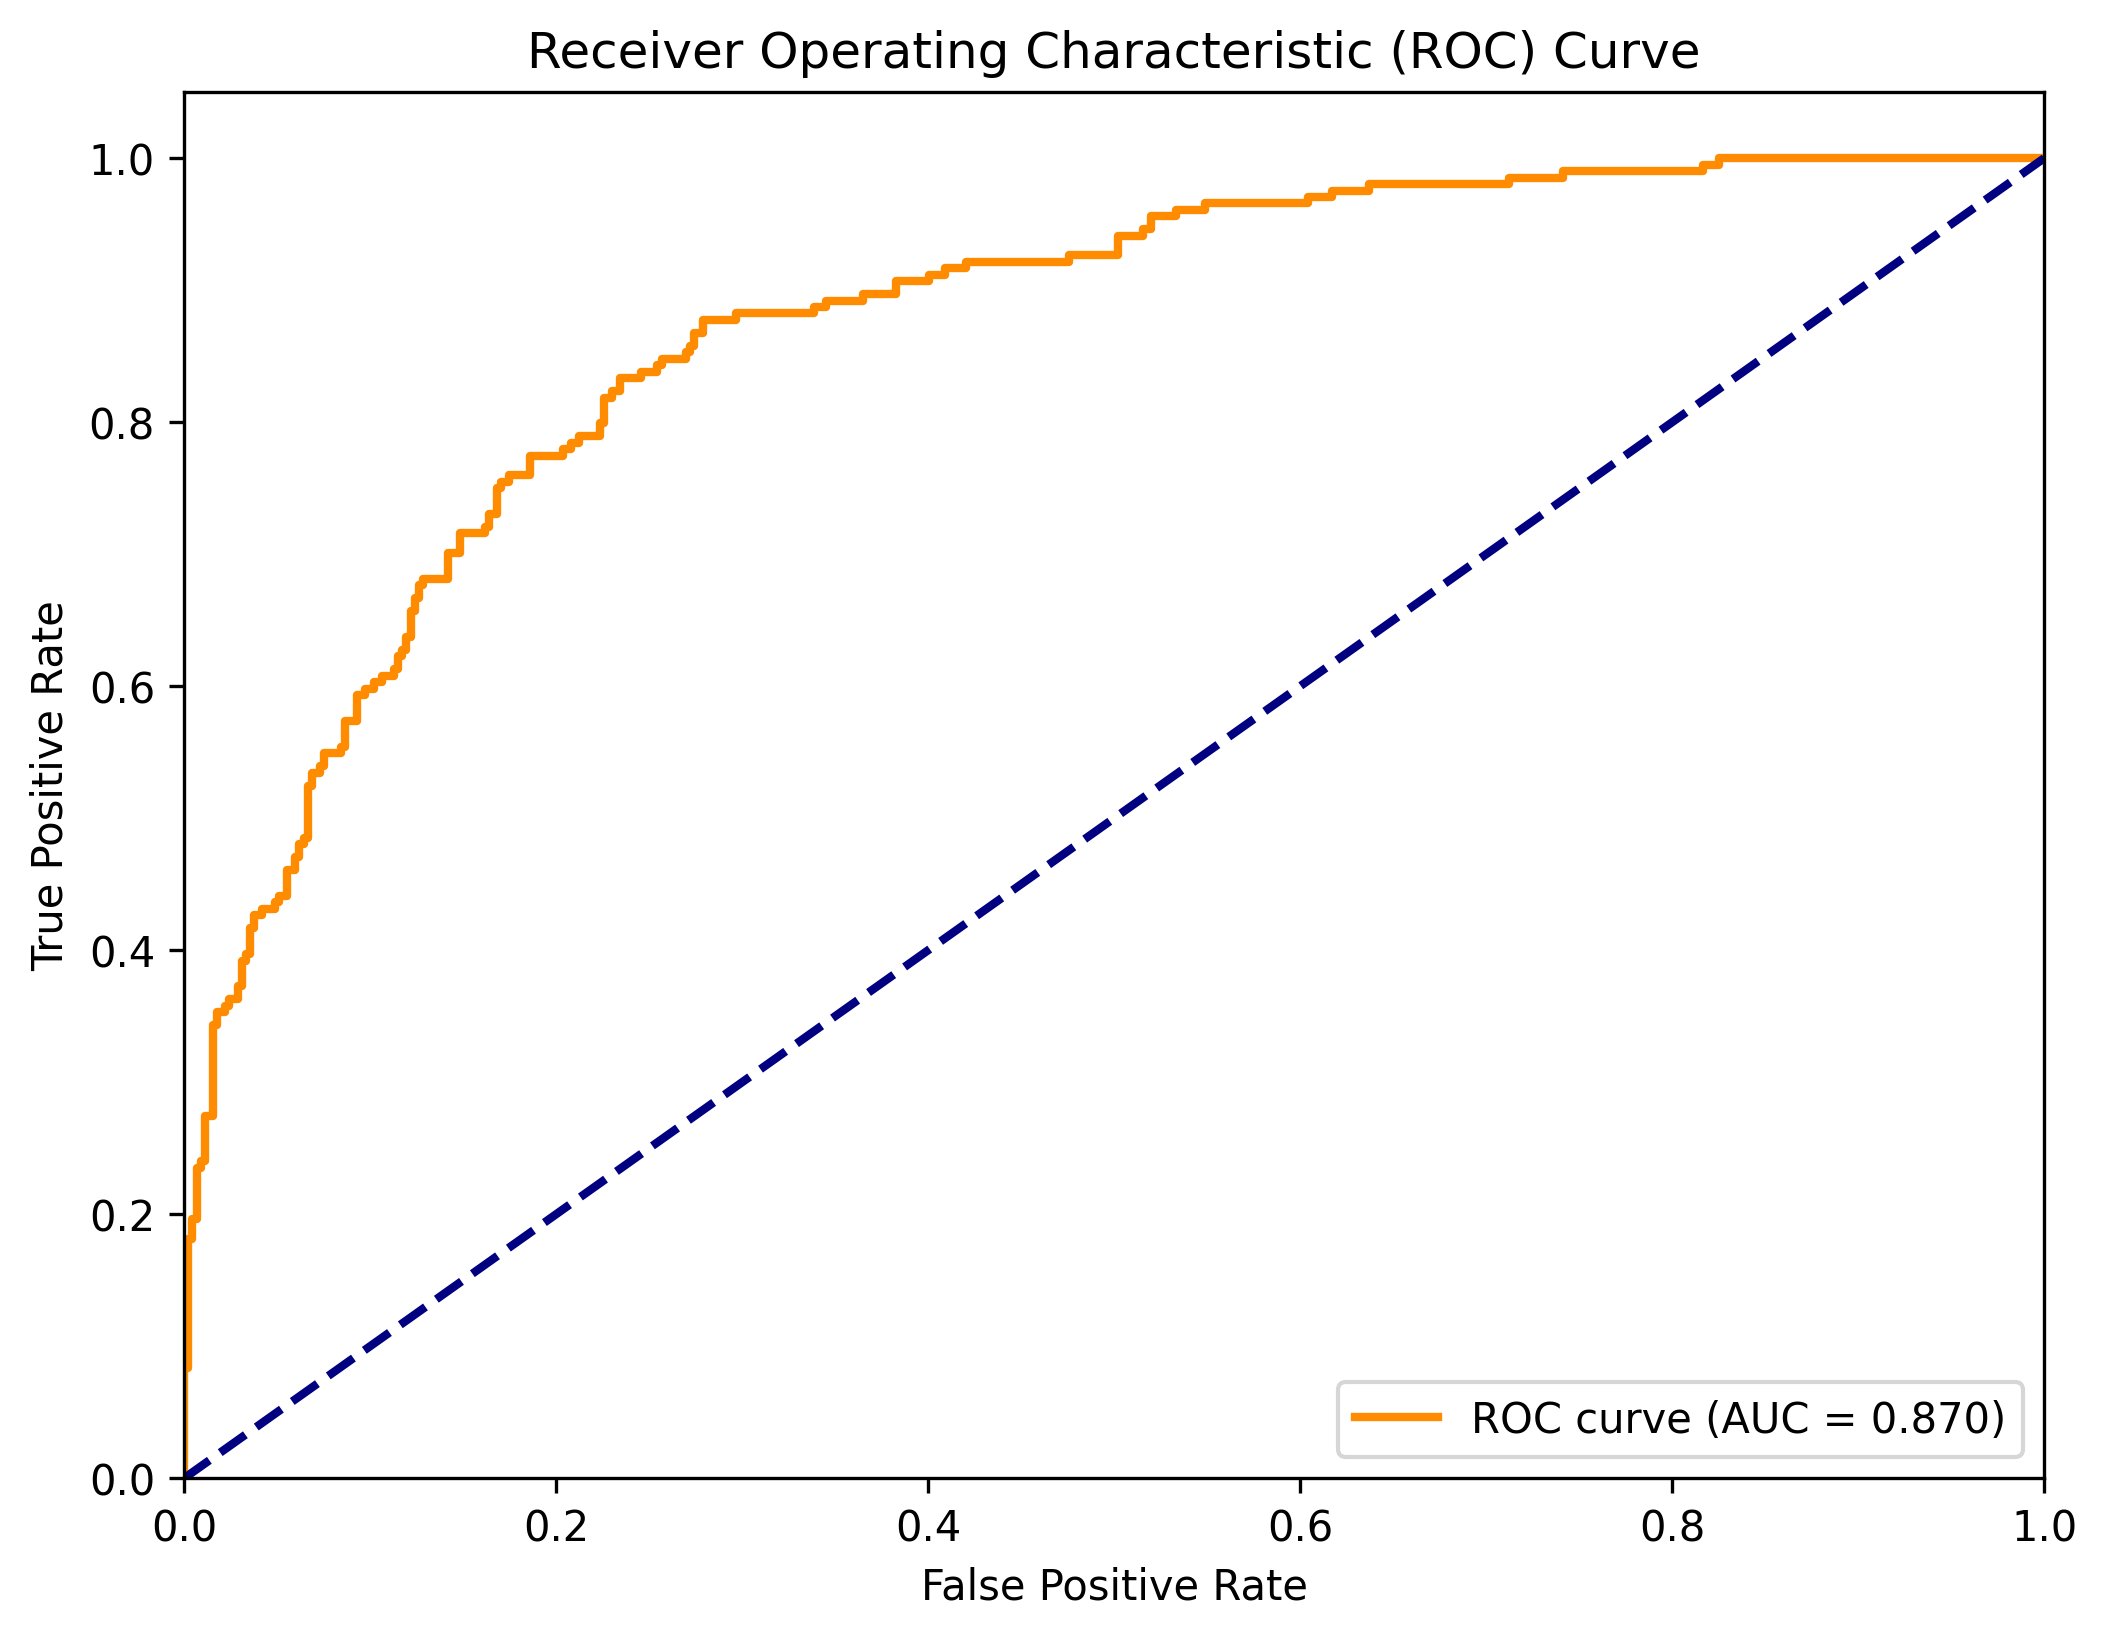 Receiver Operating Characteristic (ROC) Curve
1.0
0.8
0.6
0.4
0.2
0.0
True Positive Rate
0.0 0.2 0.4 0.6 0.8 1.0
False Positive Rate
ROC curve (AUC = 0.870)